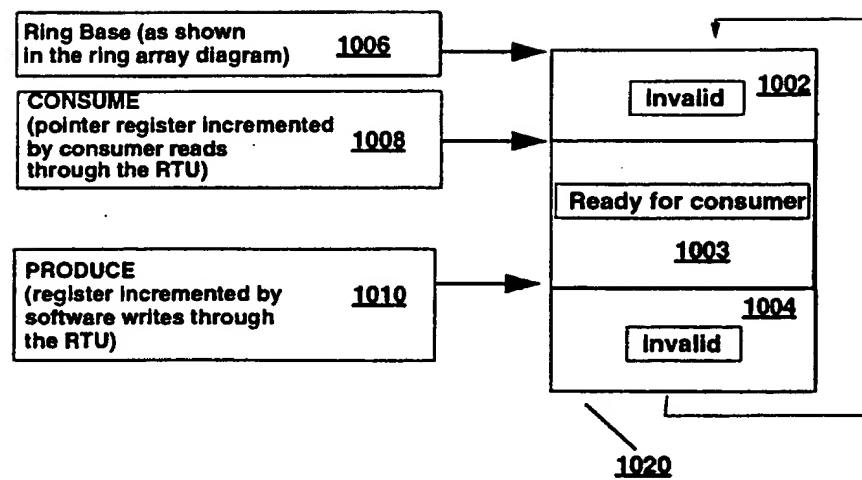 Ring Base (as shown
in the ring array diagram) 1006
CONSUME
(pointer register incremented
by consumer reads 1008
through the RTU)
PRODUCE
(register incremented by 1010
software writes through
the RTU)
1002
Invalid
Ready for consumer
1003
1004
Invalid
1020